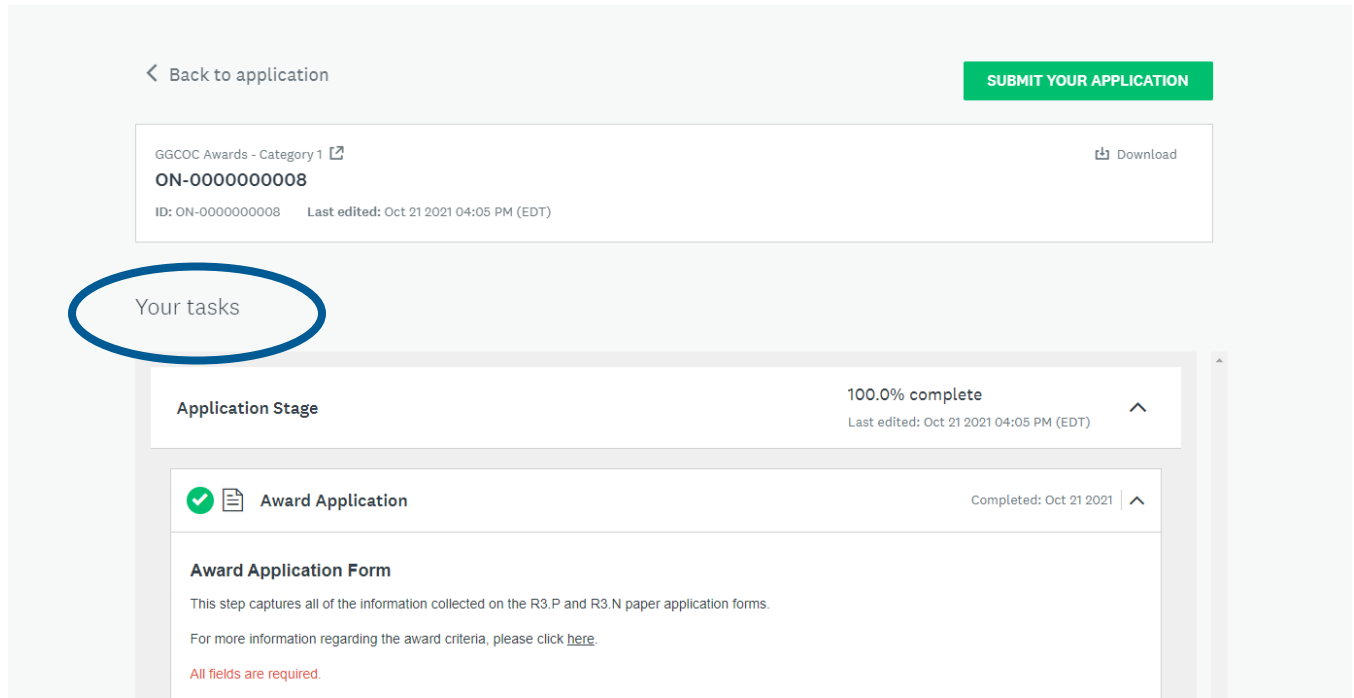 Back to application
SUBMIT YOUR APPLICATION
GGCOC Awards - Category 1
Download
ON-0000000008
ID: ON-0000000008 Last edited: Oct 21 2021 04:05 PM (EDT)
Your tasks
Application Stage
100.0% complete
Last edited: Oct 21 2021 04:05 PM (EDT)
Award Application
Completed: Oct 21 2021
Award Application Form
This step captures all of the information collected on the R3.P and R3.N paper application forms.
For more information regarding the award criteria, please click here.
All fields are required.